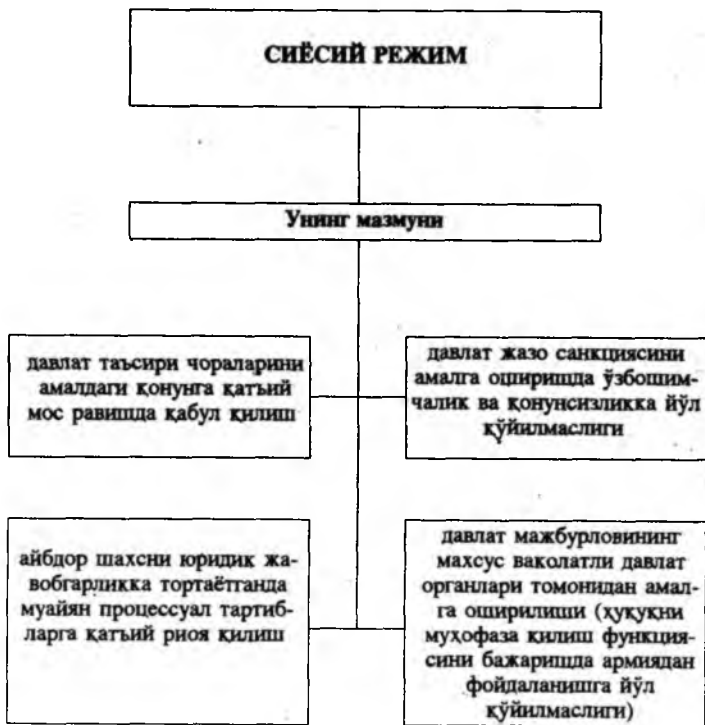 СИЁСИЙ РЕЖИМ
Унинг мазмуни
давлат таъсири чораларини
амалдаги қонунга қатъий
мос равишда қабул қилиш
давлат жазо санкциясини
амалга оширишда ўзбошим-
чалик ва қонунсизликка йўл
қўйилмаслиги
айбдор шахсни юридик жа-
вобгарликка тортаётганда
муайян процессуал тартиб-
ларга қатъий риоя қилиш
давлат мажбурловининг
махсус ваколатли давлат
органлари томонидан амал-
га оширилиши (ҳуқуқни
муҳофаза қилиш функция-
сини бажаришда армиядан
фойдаланишга йўл
қўйилмаслиги)